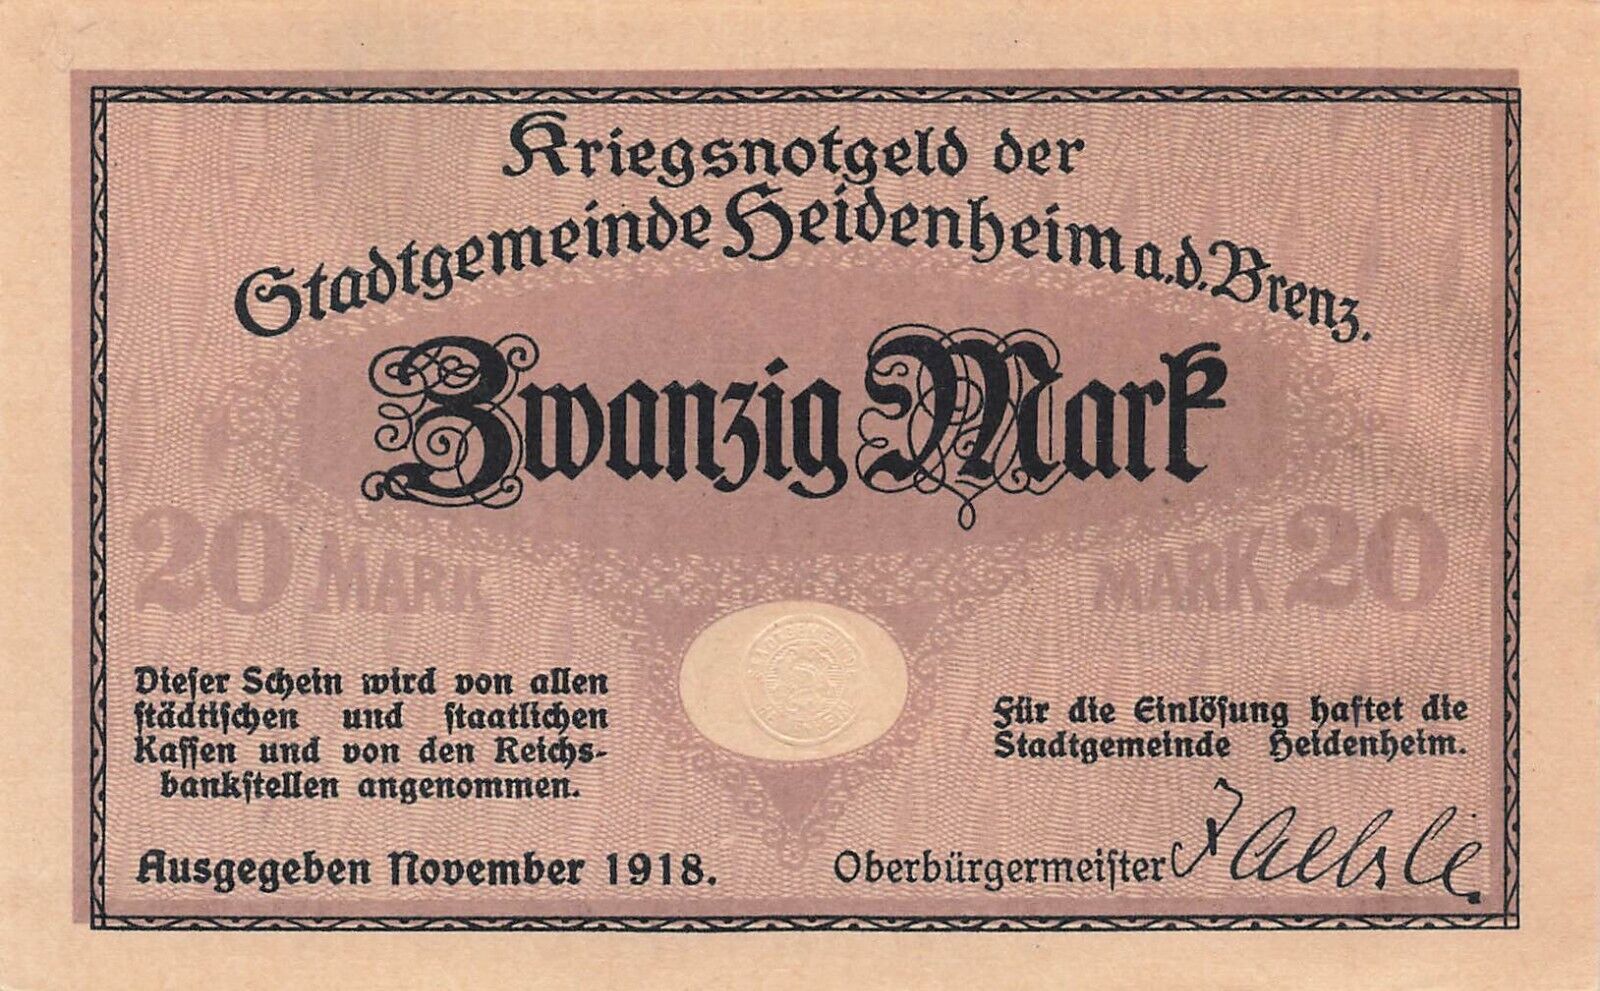 Kriegsnotgeld der
Stadtgemeinde Heidenheim a.d. Brenz.
Zwanzig Mark
20 MARK
MARK 20
Dieser Schein wird von allen
städtischen und staatlichen
Kassen und von den Reichs-
bankstellen angenommen.
Für die Einlösung haftet die
Stadtgemeinde Heidenheim.
Ausgegeben November 1918.
Oberbürgermeister